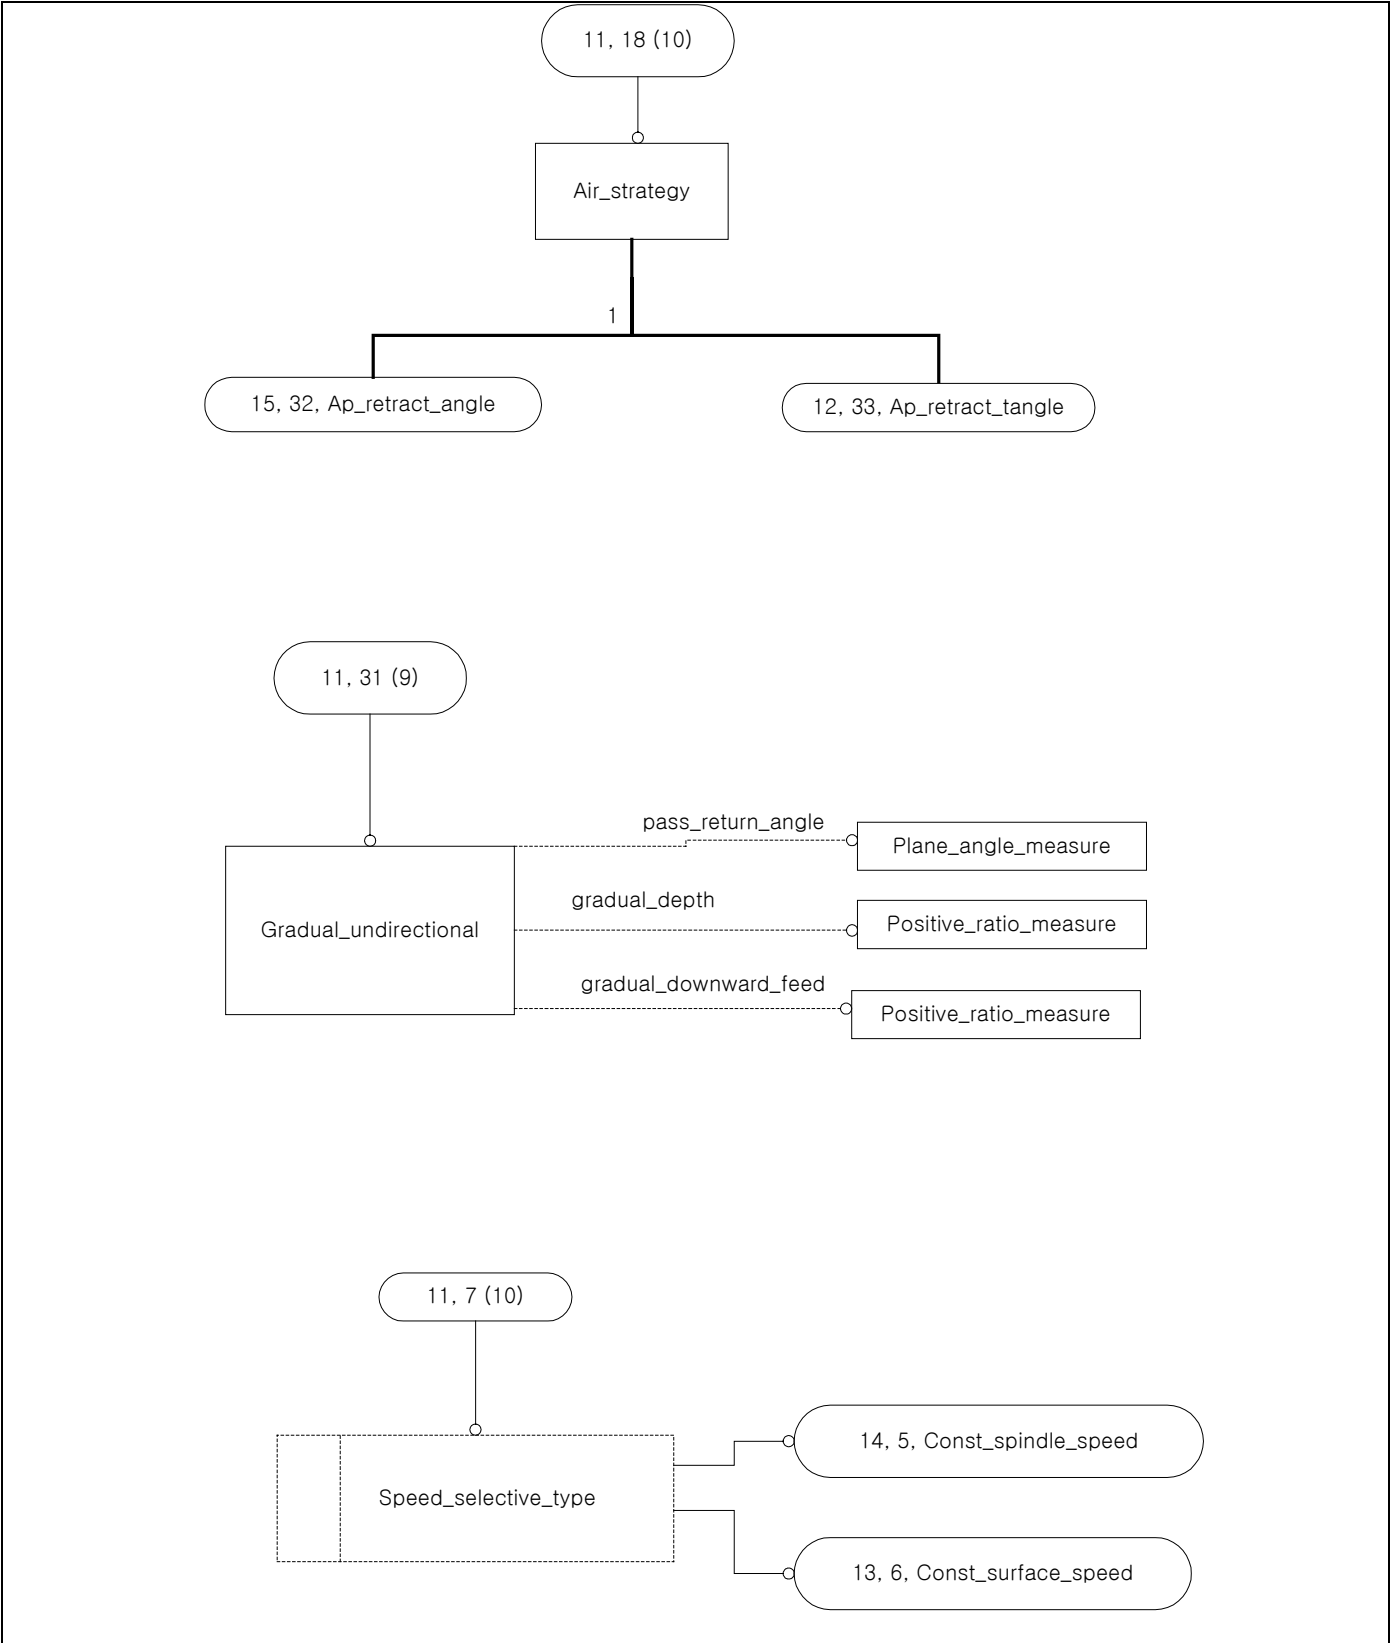 11, 18 (10)
Air_strategy
1
15, 32, Ap_retract_angle
12, 33, Ap_retract_tangle
11, 31 (9)
pass_return_angle
Plane_angle_measure
gradual_depth
Positive_ratio_measure
Gradual_undirectional
gradual_downward_feed
Positive_ratio_measure
11, 7 (10)
14, 5, Const_spindle_speed
Speed_selective_type
13, 6, Const_surface_speed